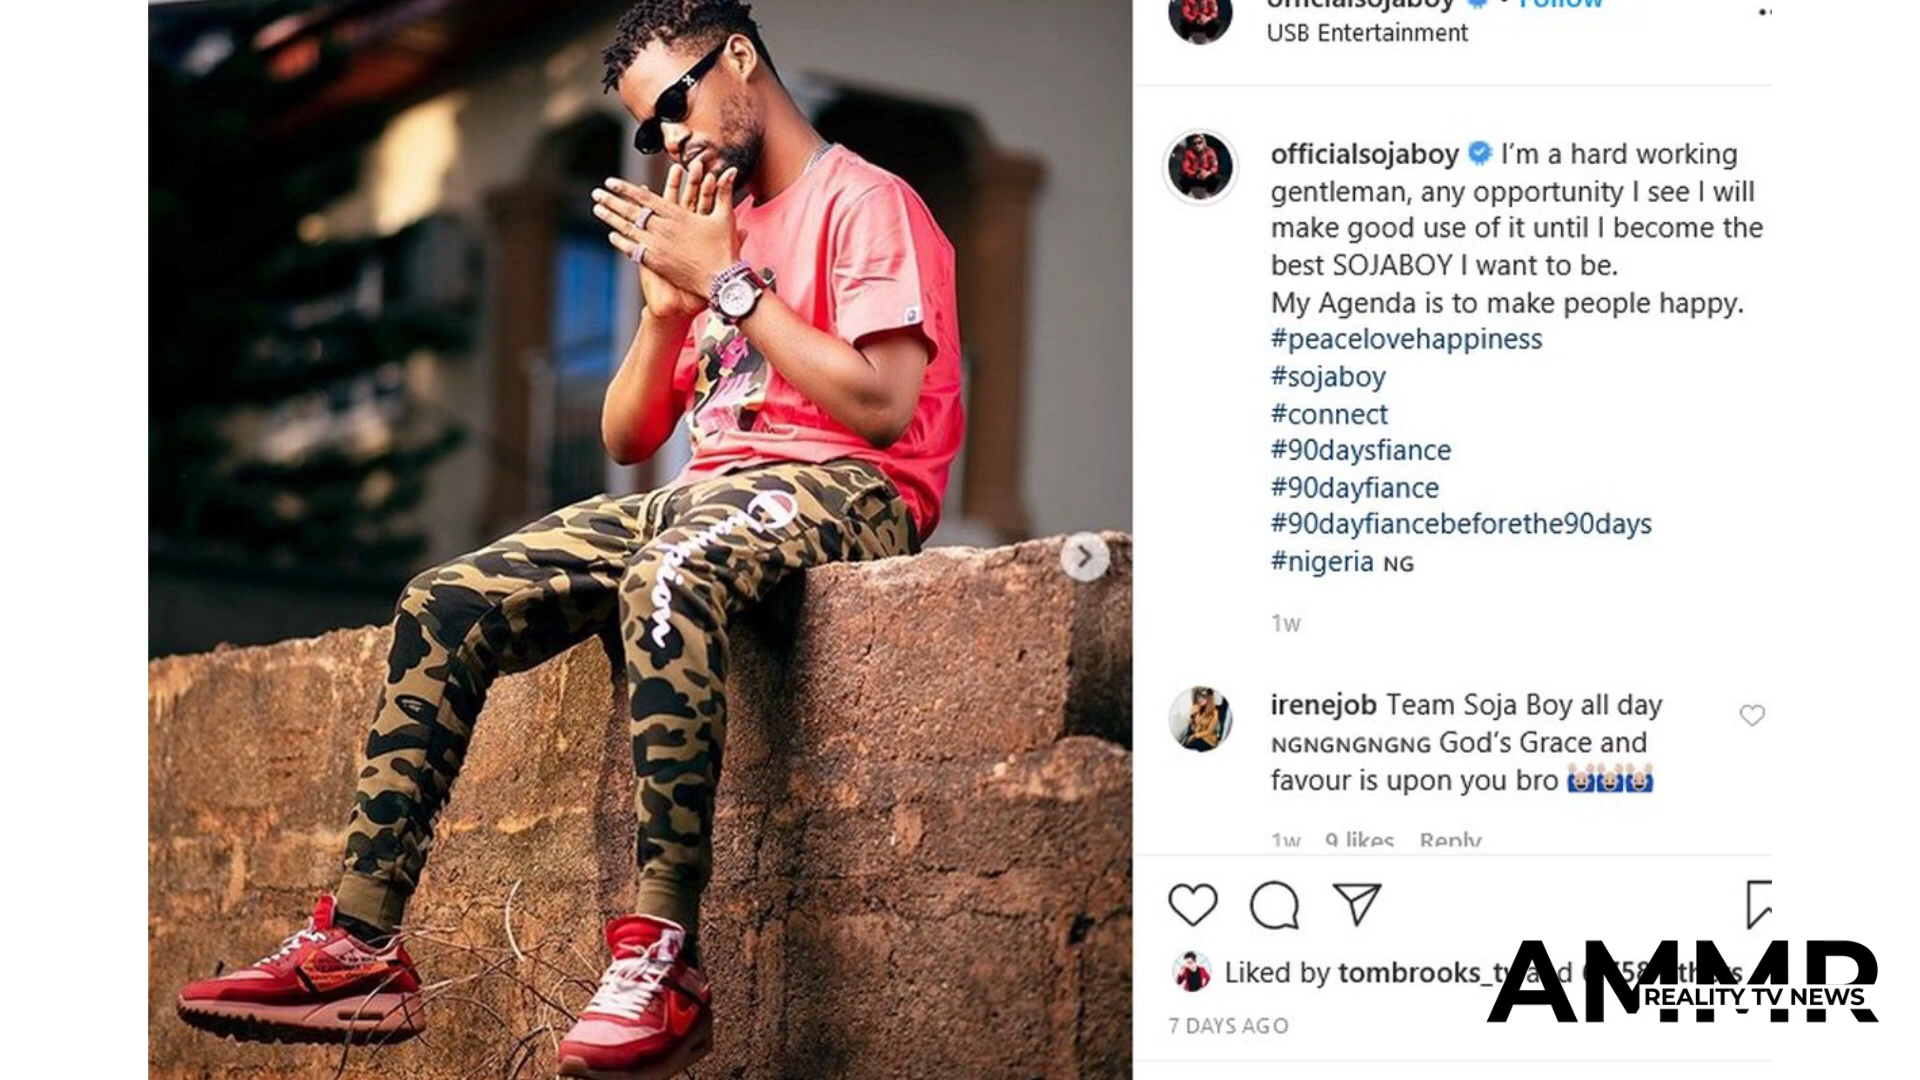 officialsojaboy • Follow
USB Entertainment
officialsojaboy I'm a hard working
gentleman, any opportunity I see I will
make good use of it until I become the
best SOJABOY I want to be.
My Agenda is to make people happy.
#peacelovehappiness
#sojaboy
#connect
#90daysfiance
#90dayfiance
#90dayfiancebeforethe90days
#nigeria NG
1w
irenejob Team Soja Boy all day
NGNGNGNGNG God's Grace and
favour is upon you bro
1w 9 likes Reply
Liked by tombrooks_
7 DAYS AGO
AMMR
REALITY TV NEWS
Champion